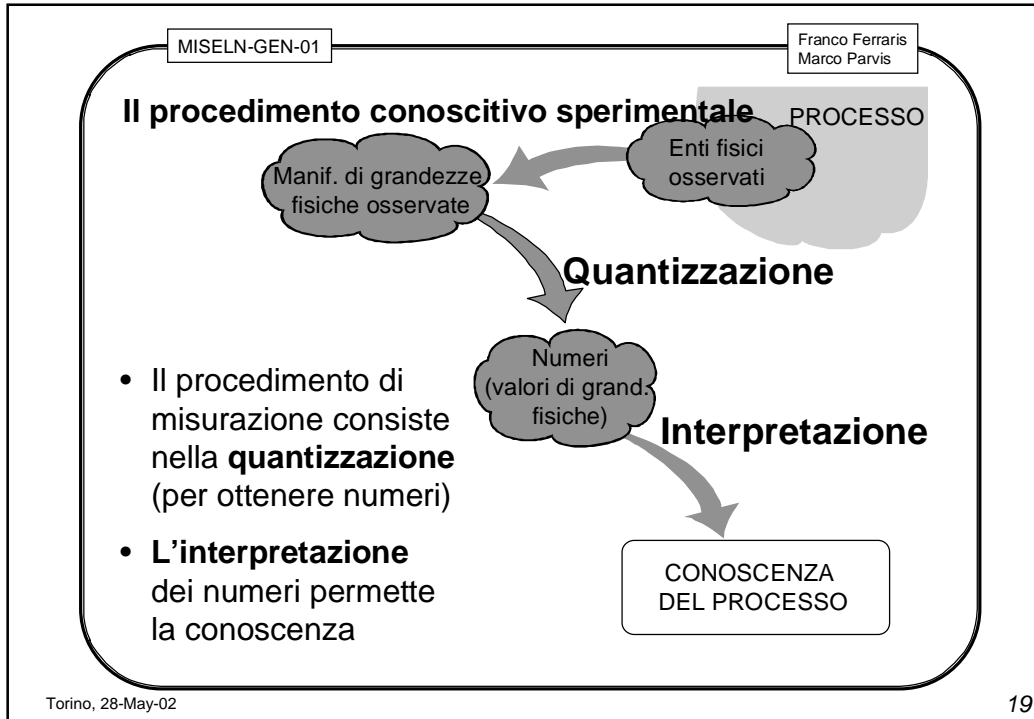 MISELN-GEN-01
Franco Ferraris
Marco Parvis
Il procedimento conoscitivo sperimentale
PROCESSO
Enti fisici
osservati
Manif. di grandezze
fisiche osservate
Quantizzazione
Numeri
(valori di grand.
fisiche)
Interpretazione
• Il procedimento di
misurazione consiste
nella quantizzazione
(per ottenere numeri)
• L'interpretazione
dei numeri permette
la conoscenza
CONOSCENZA
DEL PROCESSO
Torino, 28-May-02
19